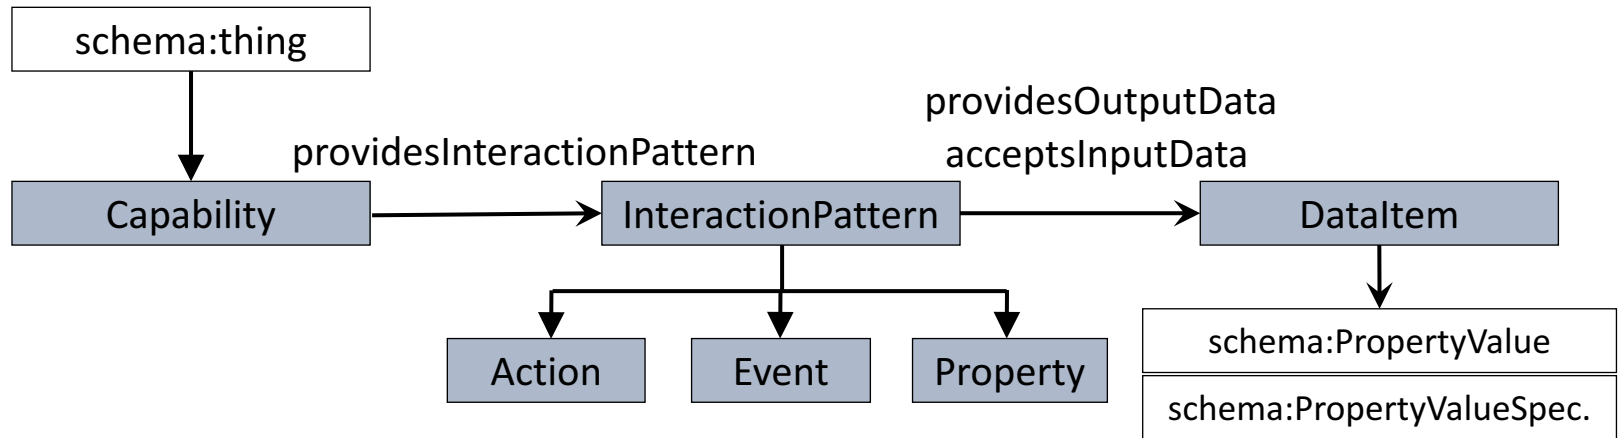 schema:thing
providesOutputData
providesInteractionPattern
acceptsInputData
Capability
InteractionPattern
DataItem
schema:PropertyValue
Action
Event
Property
schema:PropertyValueSpec.